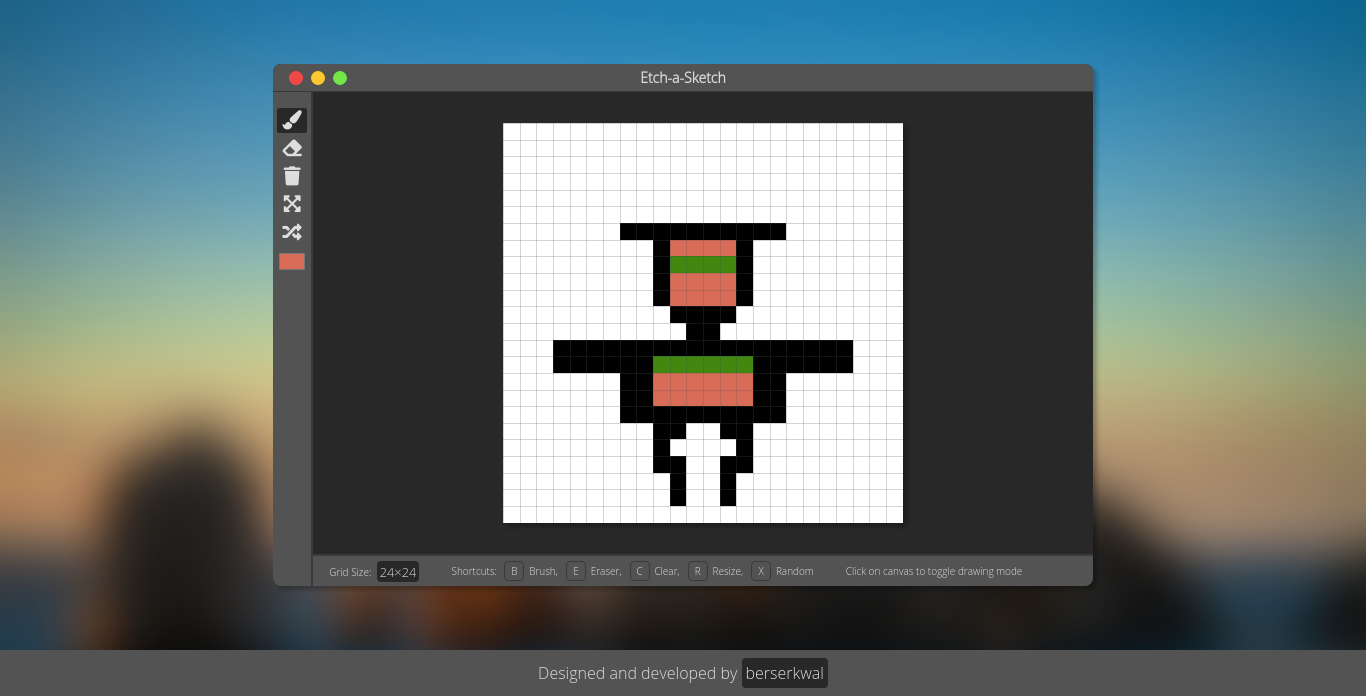 Etch-a-Sketch
Grid Size: 24×24 Shortcuts: B Brush, E Eraser, C Clear, R Resize, X Random Click on canvas to toggle drawing mode
Designed and developed by berserkwal